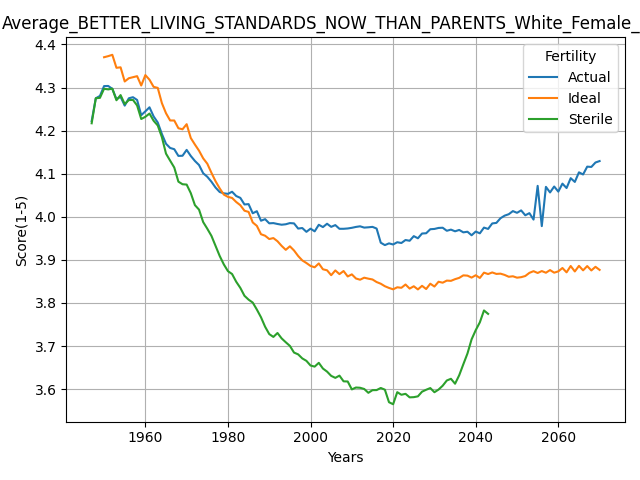 Average_BETTER_LIVING_STANDARDS_NOW_THAN_PARENTS_White_Female_
Score(1-5)
4.4
4.3
4.2
4.1
4.0
3.9
3.8
3.7
3.6
Fertility
Actual
Ideal
Sterile
1960 1980 2000 2020 2040 2060
Years